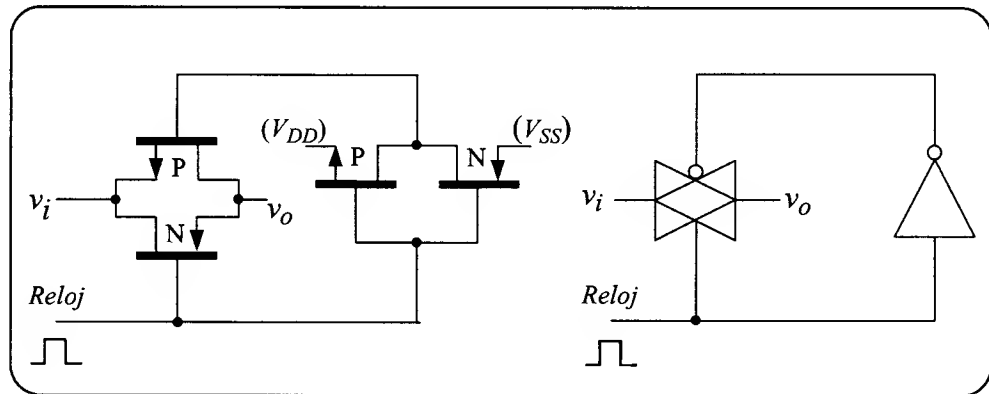 (V_DD) (V_SS)
P P N
v_i v_o v_i v_o
N
Reloj Reloj